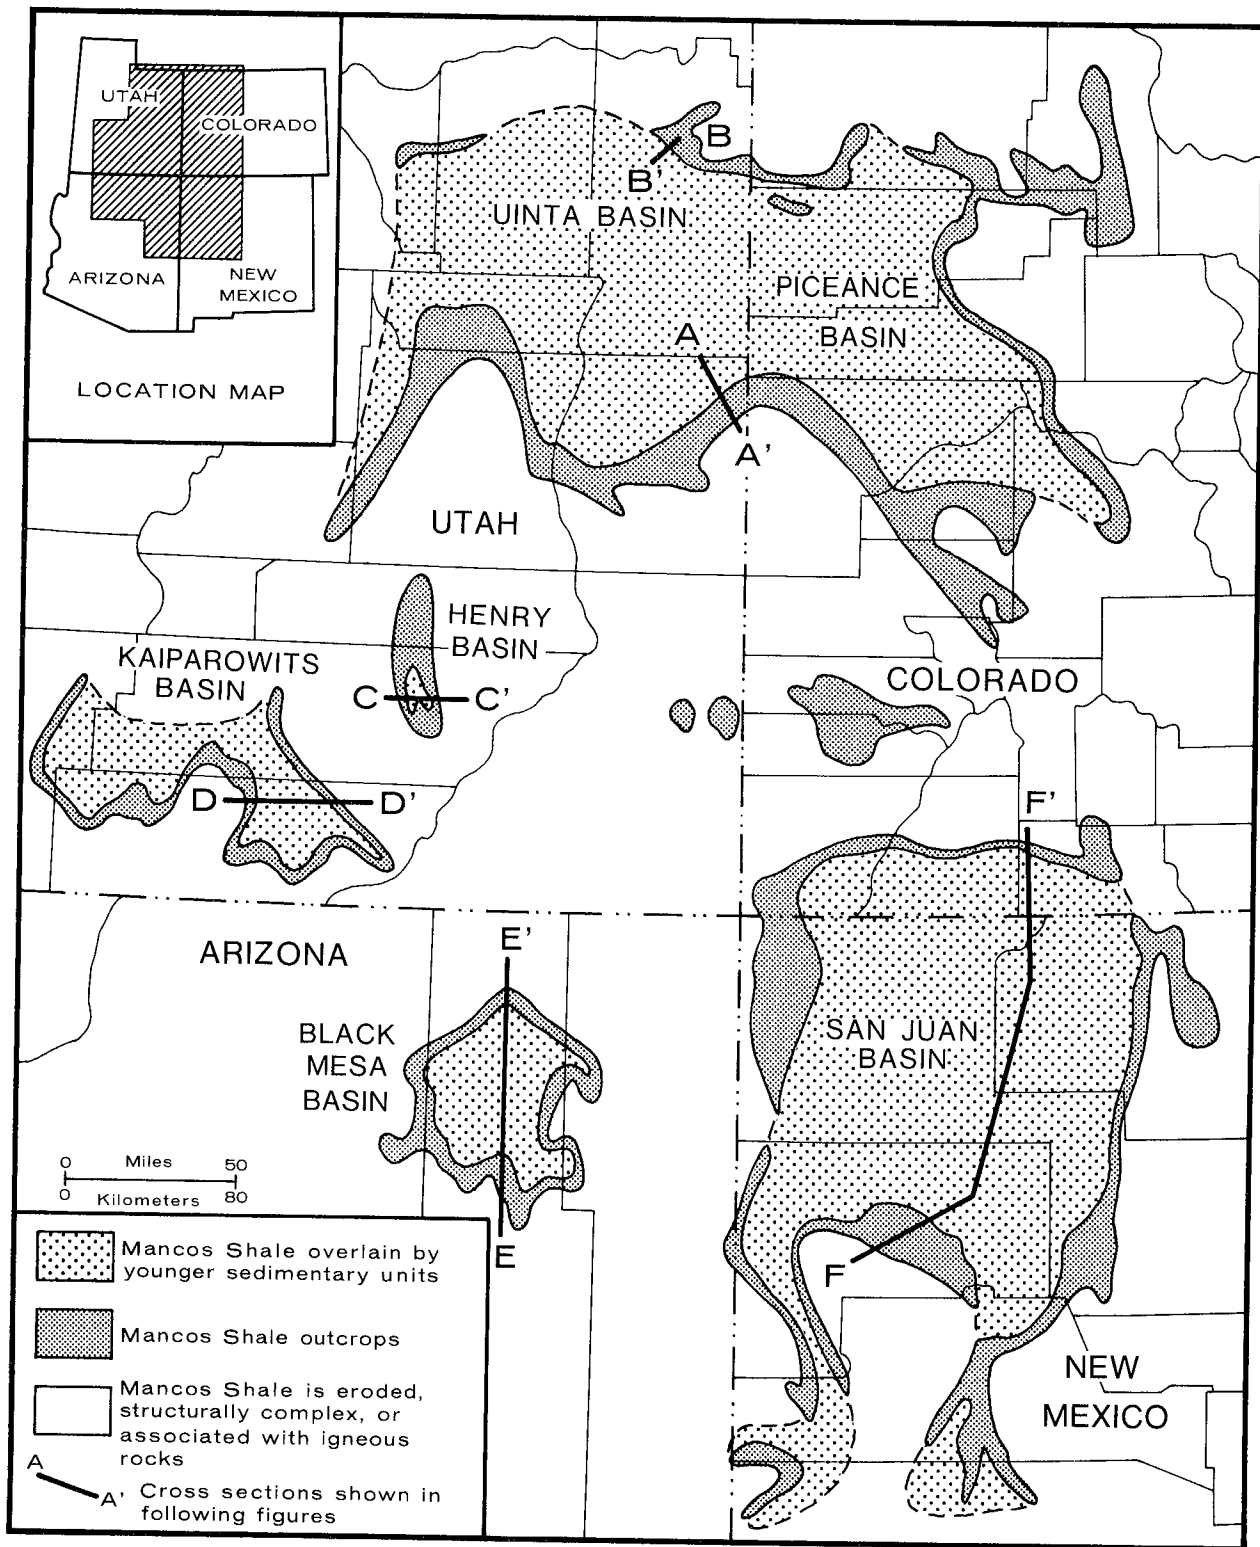 UTAH
COLORADO
ARIZONA
NEW
MEXICO
LOCATION MAP
B
B'
UINTA BASIN
PICEANCE
BASIN
A
A'
UTAH
HENRY
BASIN
KAIPAROWITS
BASIN
C
C'
COLORADO
D
D'
F'
ARIZONA
E'
BLACK
MESA
BASIN
SAN JUAN
BASIN
0 Miles 50
0 Kilometers 80
E
F
NEW
MEXICO
Mancos Shale overlain by
younger sedimentary units
Mancos Shale outcrops
Mancos Shale is eroded,
structurally complex, or
associated with igneous
rocks
A
A' Cross sections shown in
following figures